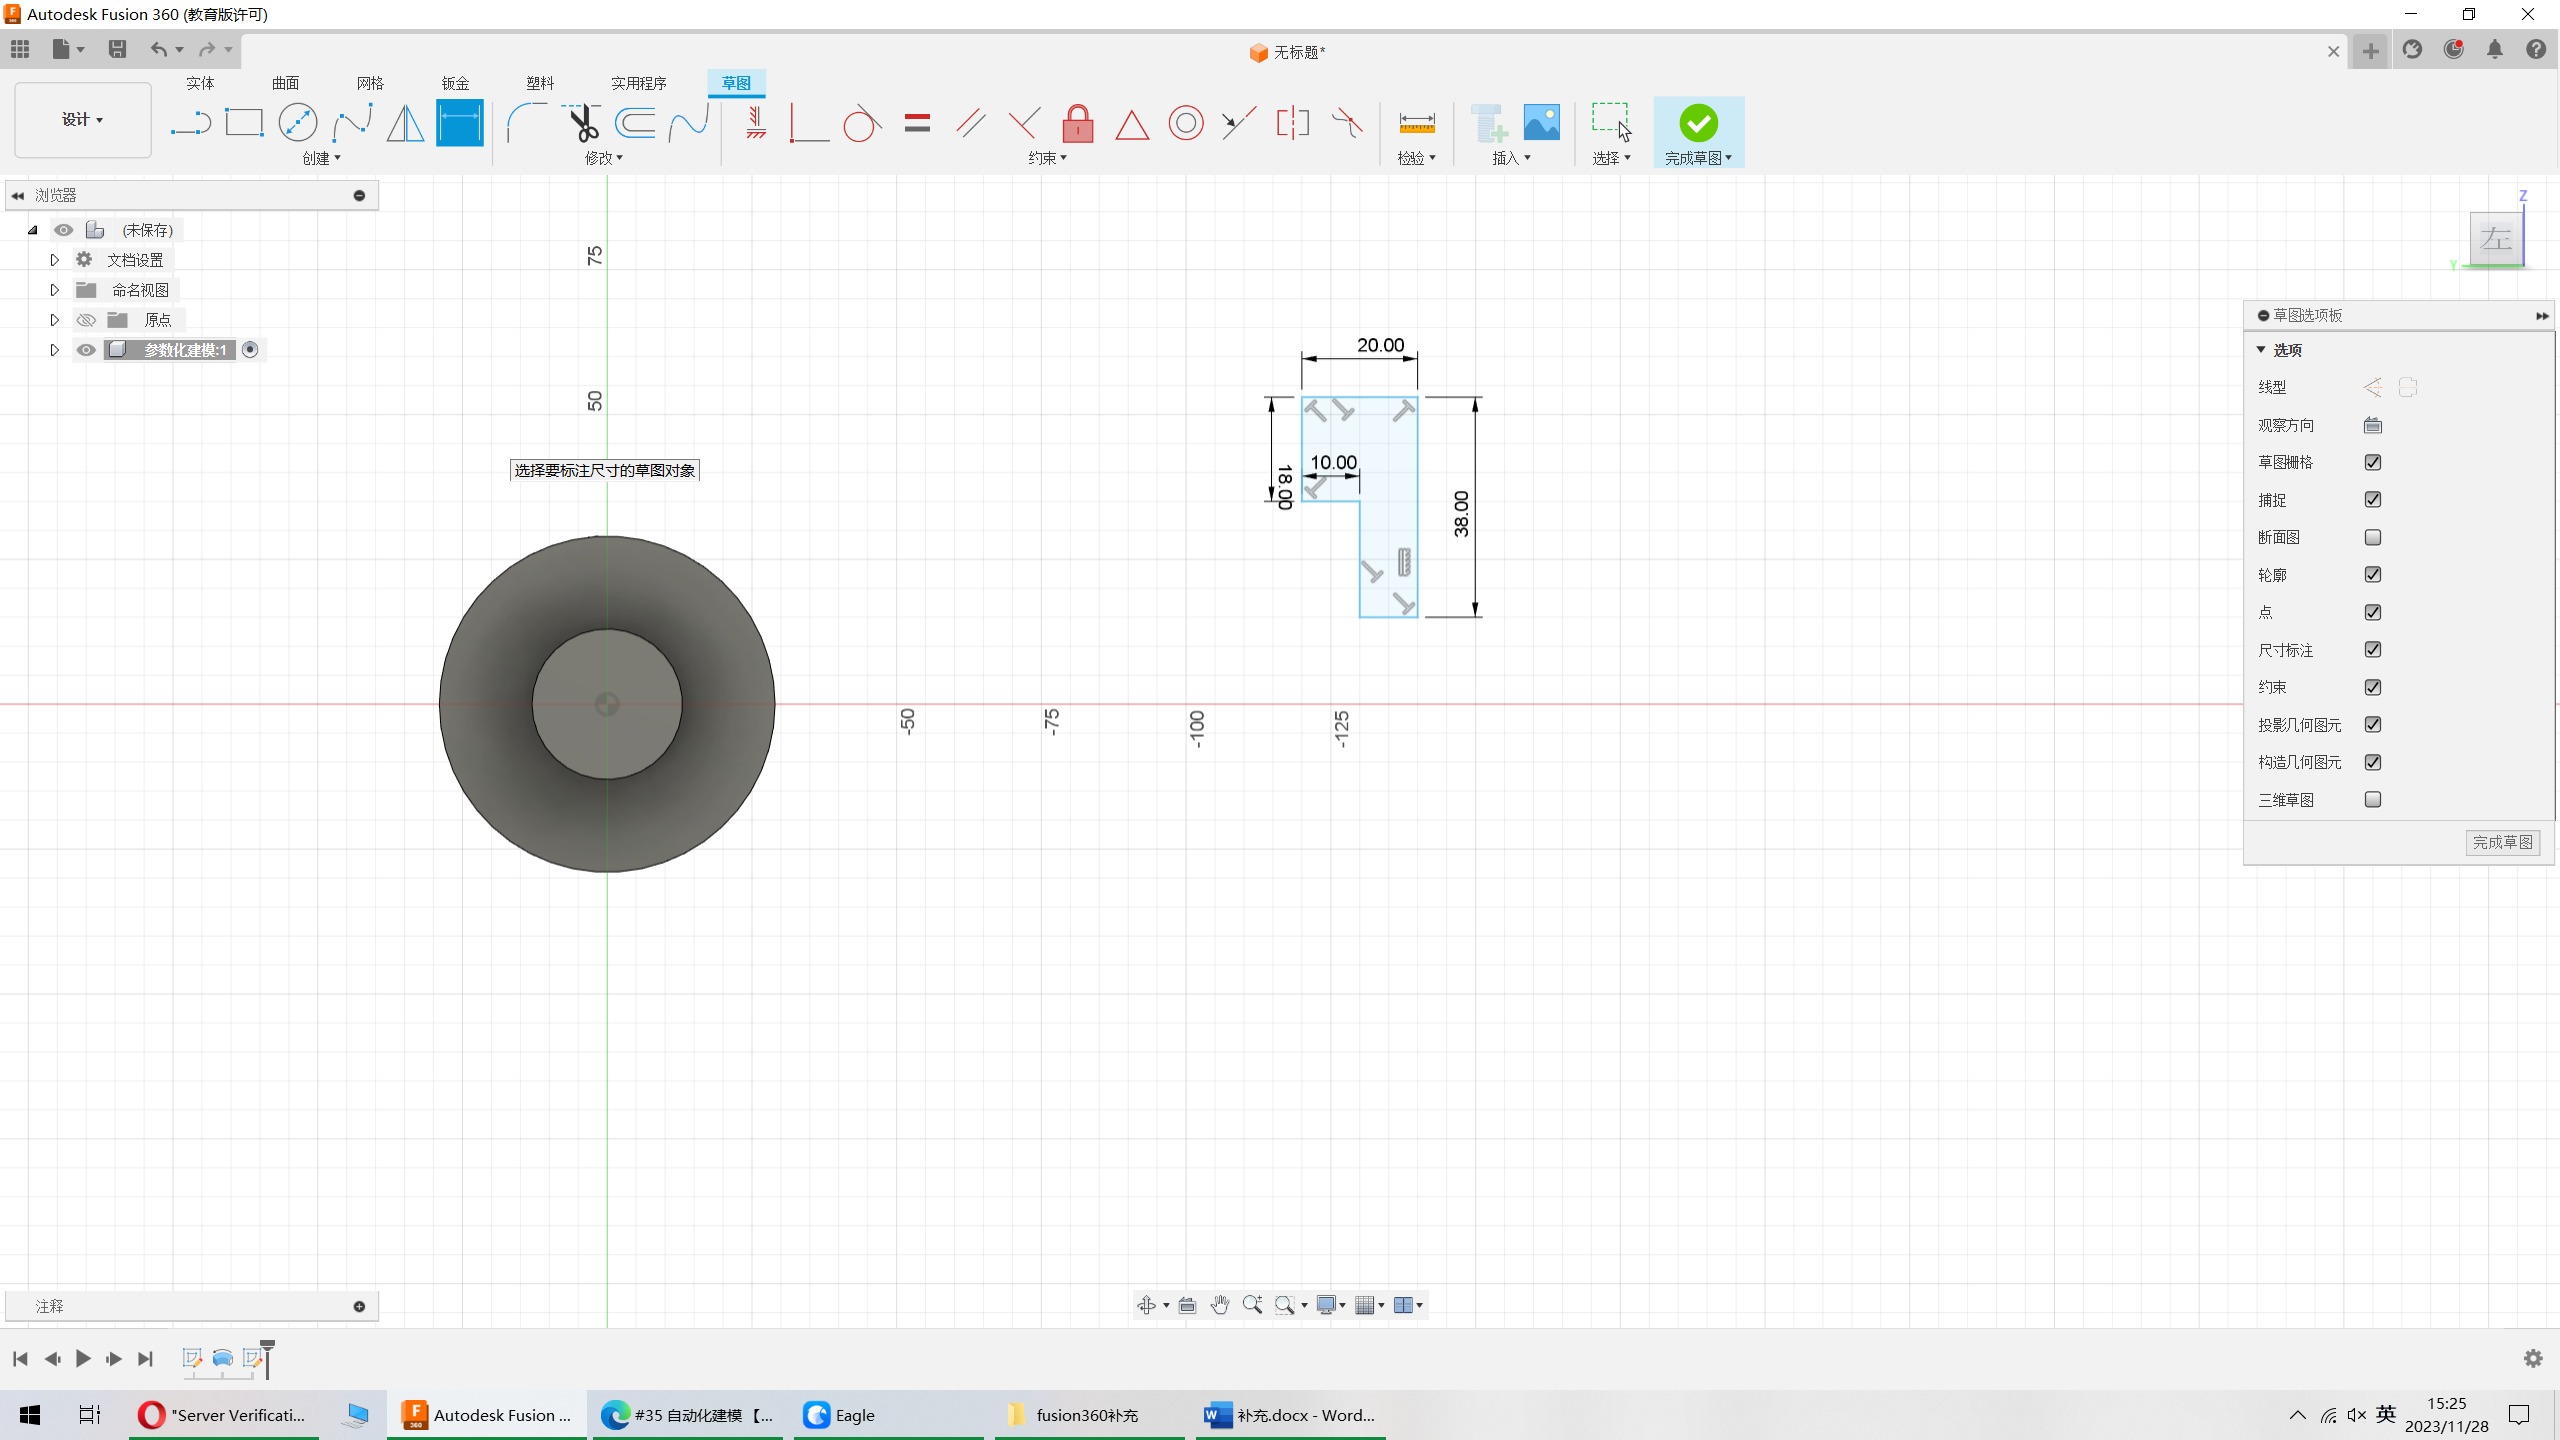 Autodesk Fusion 360 (教育版许可)
无标题*
实体 曲面 网格 钣金 塑料 实用程序 草图
设计
创建 修改 约束 检验 插入 选择 完成草图
浏览器
(未保存)
文档设置
命名视图
原点
参数化建模:1
75
50
选择要标注尺寸的草图对象
-50
-75
-100
-125
20.00
10.00
18.00
38.00
Z
左
Y
草图选项板
选项
线型
观察方向
草图栅格
捕捉
断面图
轮廓
点
尺寸标注
约束
投影几何图元
构造几何图元
三维草图
完成草图
注释
"Server Verificati...
Autodesk Fusion ...
#35 自动化建模【...
Eagle
fusion360补充
补充.docx - Word...
英
15:25
2023/11/28